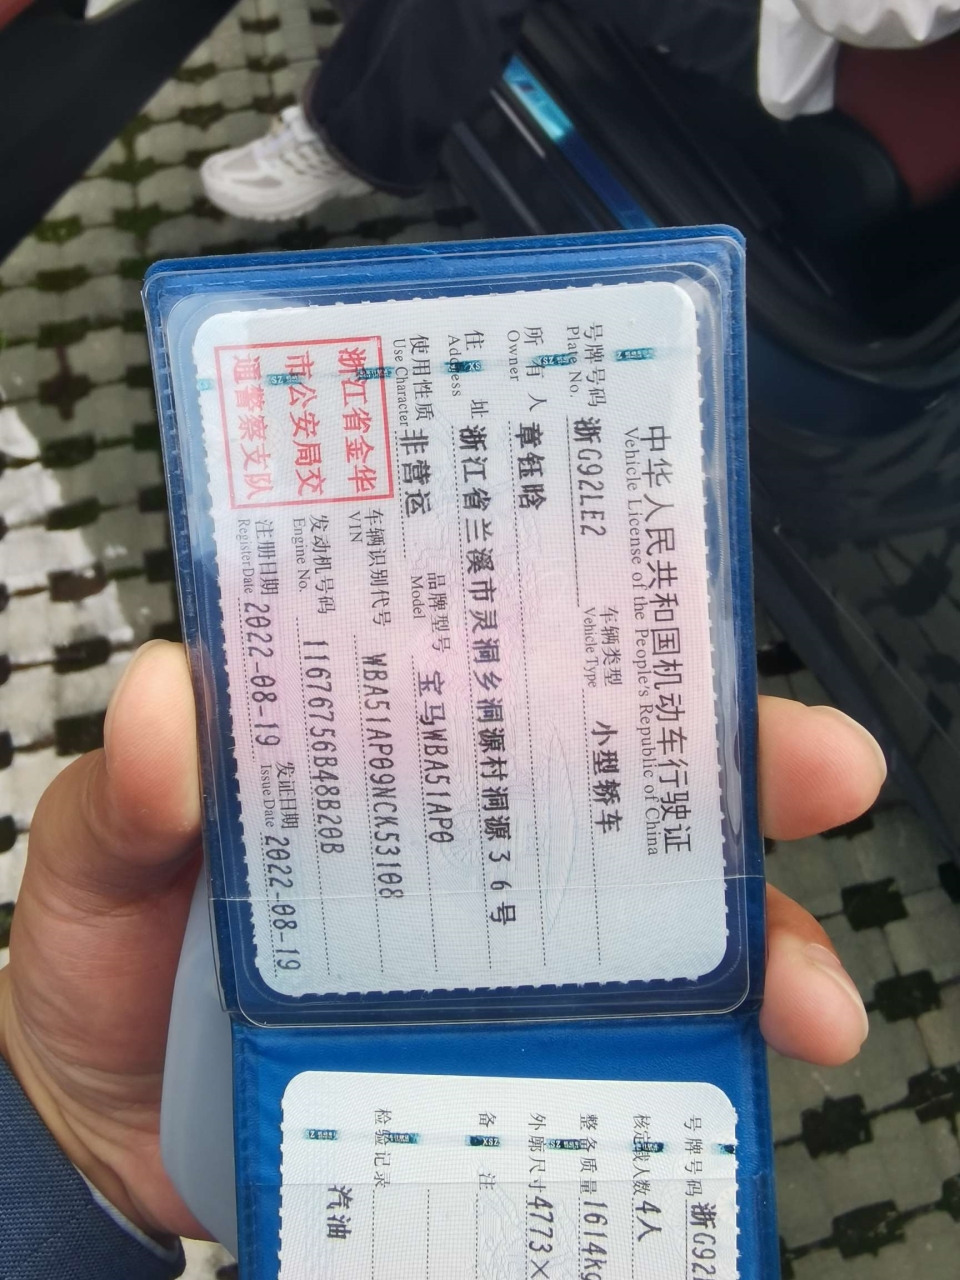 中华人民共和国机动车行驶证
Vehicle License of the People's Republic of China
号牌号码 浙G92LE2 车辆类型 小型轿车
Plate No. Vehicle Type
所有人 章钰晗
Owner
住址 浙江省兰溪市灵洞乡洞源村洞源36号
Address
使用性质 非营运 品牌型号 宝马WBA51AP0
Use Character Model
浙江省金华
市公安局交
通警察支队
车辆识别代号 WBA51AP09NCK53108
VIN
发动机号码 11676756B48B20B
Engine No.
注册日期 2022-08-19 发证日期 2022-08-19
Register Date Issue Date
号牌号码 浙G92
核定载人数 4人
整备质量 1614kg
外廓尺寸 4773×
备注
检验记录
汽油